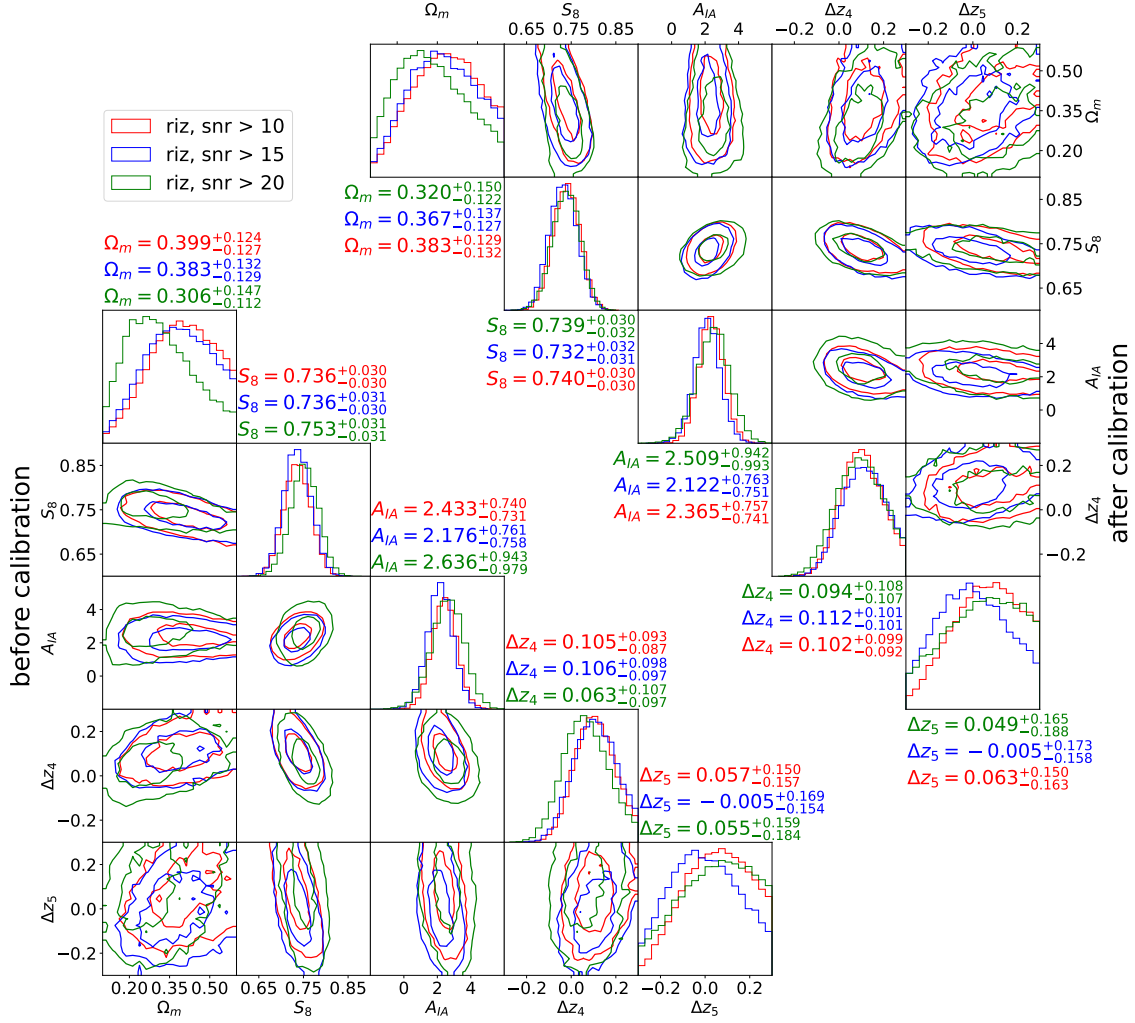 Ω_m S_8 A_IA Δz_4 Δz_5
0.65 0.75 0.85 0 2 4 −0.2 0.0 0.2 −0.2 0.0 0.2
riz, snr > 10
riz, snr > 15
riz, snr > 20
0.50
0.35
0.20
Ω_m
Ω_m = 0.320^{+0.150}_{−0.122}
Ω_m = 0.367^{+0.137}_{−0.127}
Ω_m = 0.383^{+0.129}_{−0.132}
0.85
0.75
0.65
S_8
Ω_m = 0.399^{+0.124}_{−0.127}
Ω_m = 0.383^{+0.132}_{−0.129}
Ω_m = 0.306^{+0.147}_{−0.112}
S_8 = 0.739^{+0.030}_{−0.032}
S_8 = 0.732^{+0.032}_{−0.031}
S_8 = 0.740^{+0.030}_{−0.030}
4
2
0
A_IA
S_8 = 0.736^{+0.030}_{−0.030}
S_8 = 0.736^{+0.031}_{−0.030}
S_8 = 0.753^{+0.031}_{−0.031}
before calibration
after calibration
0.85
0.75
0.65
S_8
A_IA = 2.433^{+0.740}_{−0.731}
A_IA = 2.176^{+0.761}_{−0.758}
A_IA = 2.636^{+0.943}_{−0.979}
A_IA = 2.509^{+0.942}_{−0.993}
A_IA = 2.122^{+0.763}_{−0.751}
A_IA = 2.365^{+0.757}_{−0.741}
0.2
0.0
−0.2
Δz_4
4
2
0
A_IA
Δz_4 = 0.105^{+0.093}_{−0.087}
Δz_4 = 0.106^{+0.098}_{−0.097}
Δz_4 = 0.063^{+0.107}_{−0.097}
Δz_4 = 0.094^{+0.108}_{−0.107}
Δz_4 = 0.112^{+0.101}_{−0.101}
Δz_4 = 0.102^{+0.099}_{−0.092}
0.2
0.0
−0.2
Δz_4
Δz_5 = 0.057^{+0.150}_{−0.157}
Δz_5 = −0.005^{+0.169}_{−0.154}
Δz_5 = 0.055^{+0.159}_{−0.184}
Δz_5 = 0.049^{+0.165}_{−0.188}
Δz_5 = −0.005^{+0.173}_{−0.158}
Δz_5 = 0.063^{+0.150}_{−0.163}
0.2
0.0
−0.2
Δz_5
0.20 0.35 0.50 0.65 0.75 0.85 0 2 4 −0.2 0.0 0.2 −0.2 0.0 0.2
Ω_m S_8 A_IA Δz_4 Δz_5